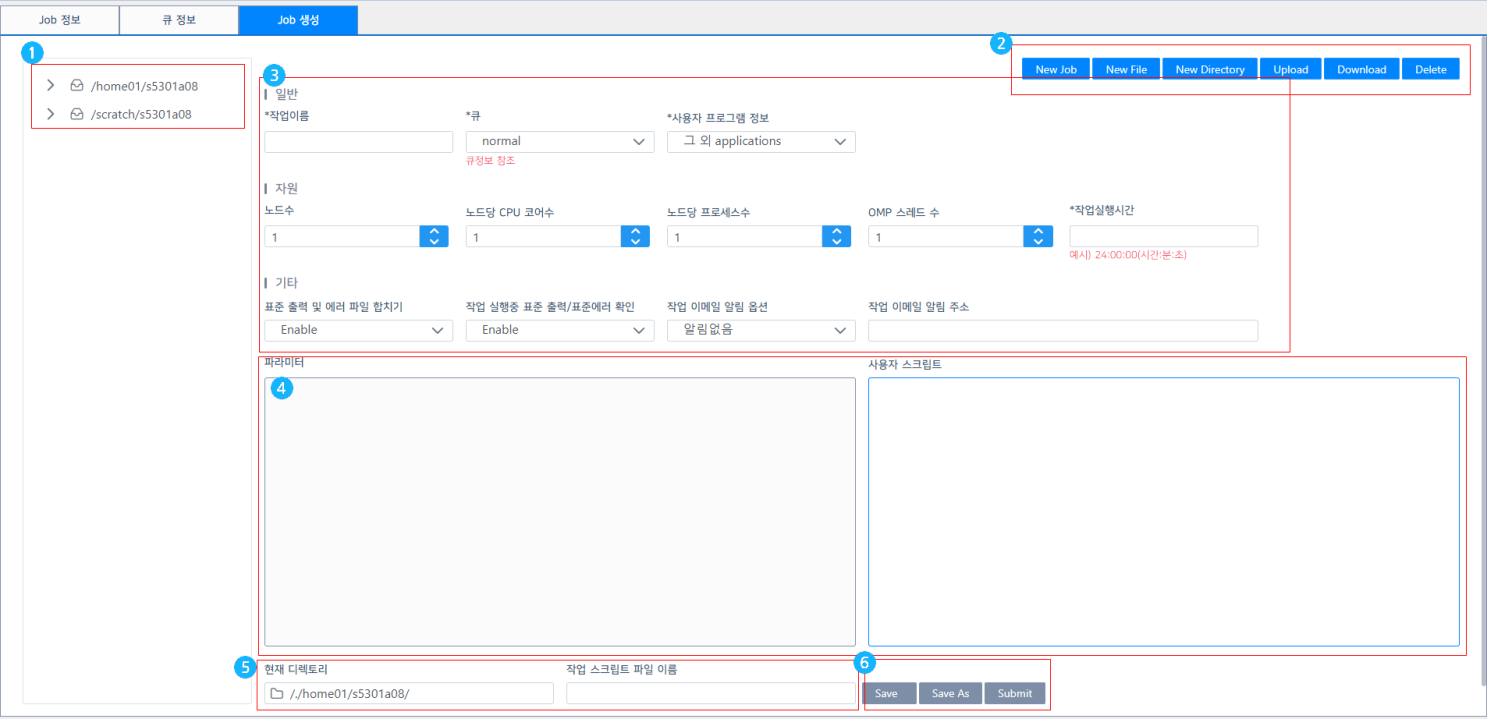 Job 정보
큐 정보
Job 생성
1
/home01/s5301a08
/scratch/s5301a08
2
New Job
New File
New Directory
Upload
Download
Delete
3
일반
*작업이름
*큐
*사용자 프로그램 정보
normal
그 외 applications
큐정보 참조
자원
노드수
노드당 CPU 코어수
노드당 프로세스수
OMP 스레드 수
*작업실행시간
1
1
1
1
예시) 24:00:00(시간:분:초)
기타
표준 출력 및 에러 파일 합치기
작업 실행중 표준 출력/표준에러 확인
작업 이메일 알림 옵션
작업 이메일 알림 주소
Enable
Enable
알림없음
파라미터
사용자 스크립트
4
5
현재 디렉토리
작업 스크립트 파일 이름
/./home01/s5301a08/
6
Save
Save As
Submit